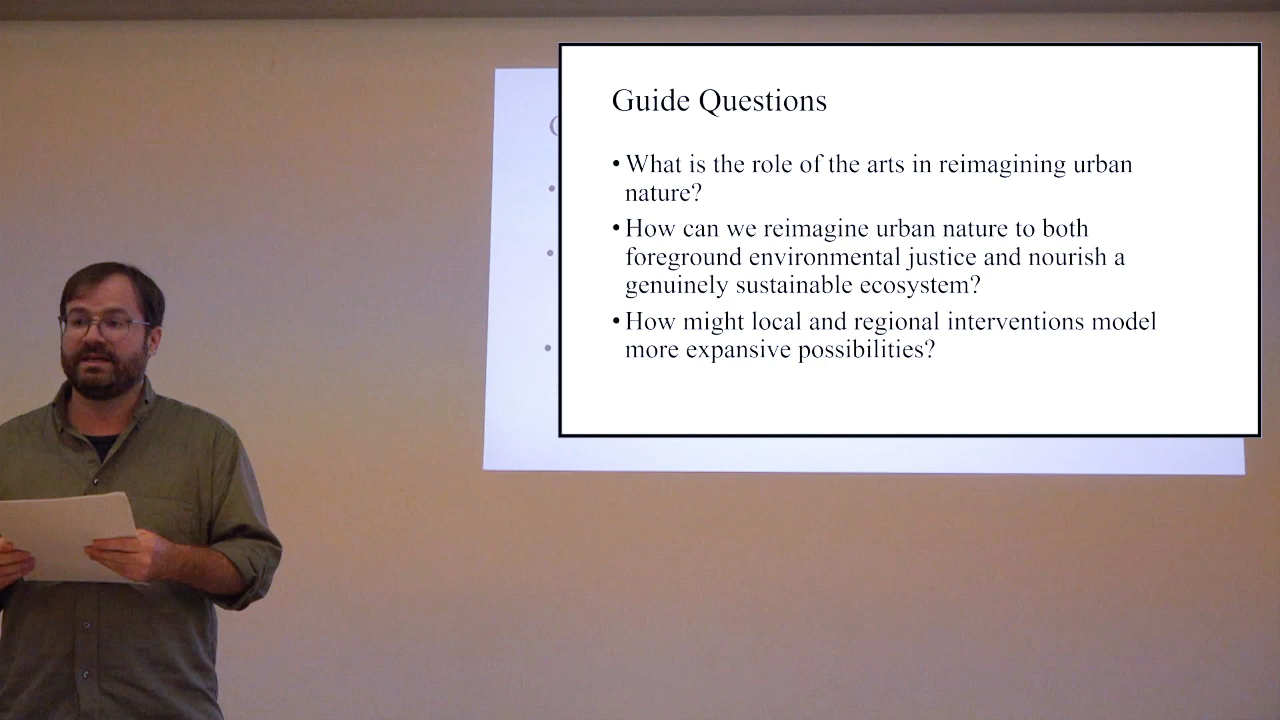 Guide Questions
• What is the role of the arts in reimagining urban
nature?
• How can we reimagine urban nature to both
foreground environmental justice and nourish a
genuinely sustainable ecosystem?
• How might local and regional interventions model
more expansive possibilities?